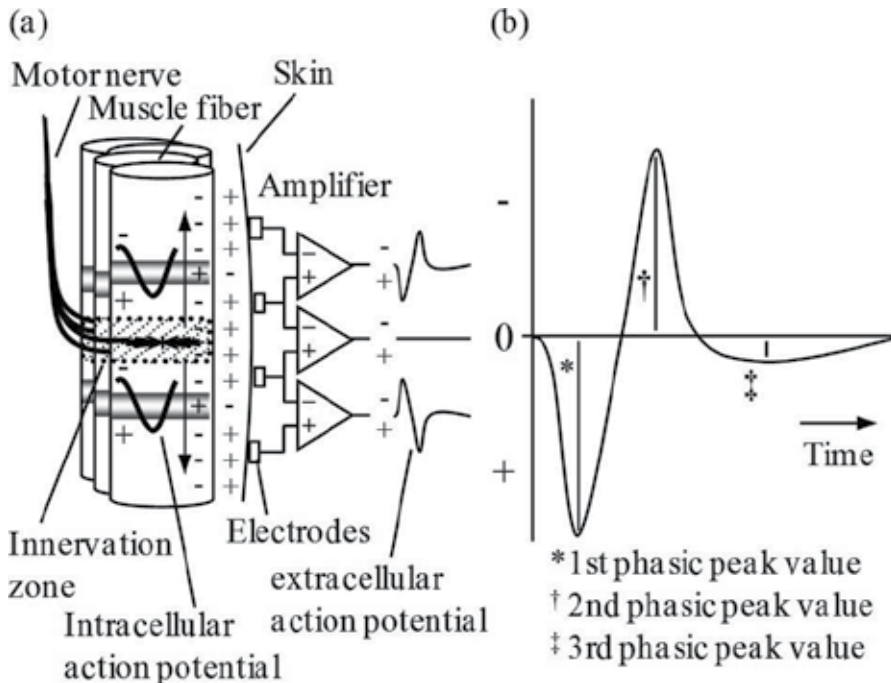 (a)
Motor nerve
Muscle fiber
Skin
Amplifier
Innervation
zone
Intracellular
action potential
Electrodes
extracellular
action potential
(b)
-
0
+
*
†
‡
Time
*1st phasic peak value
†2nd phasic peak value
‡3rd phasic peak value